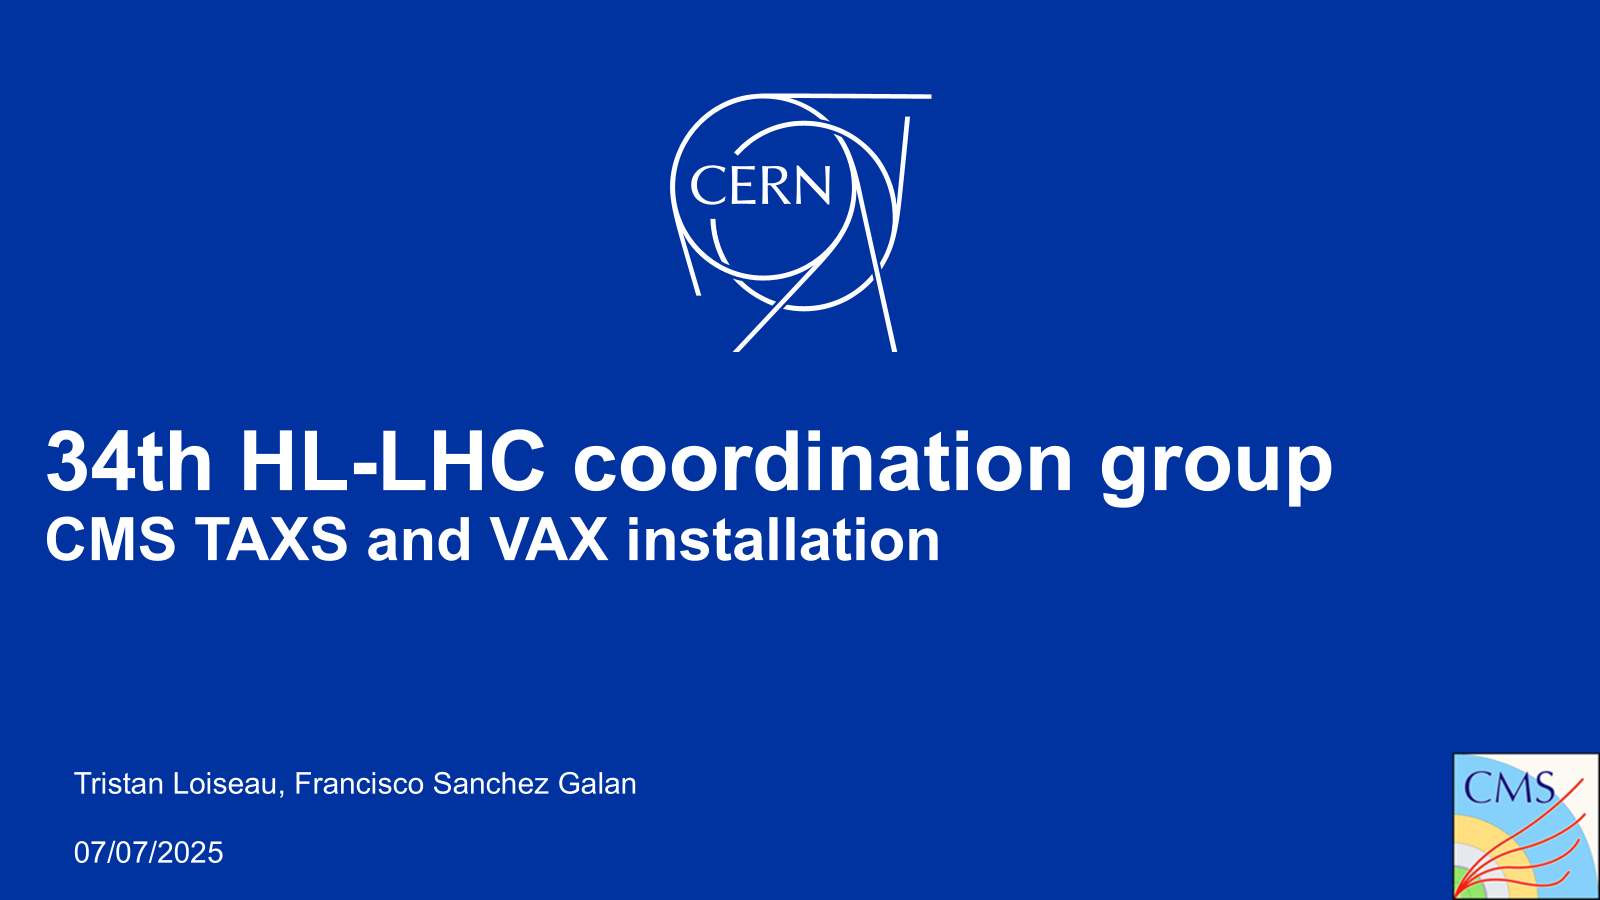 CERN
34th HL-LHC coordination group
CMS TAXS and VAX installation
Tristan Loiseau, Francisco Sanchez Galan
07/07/2025
CMS